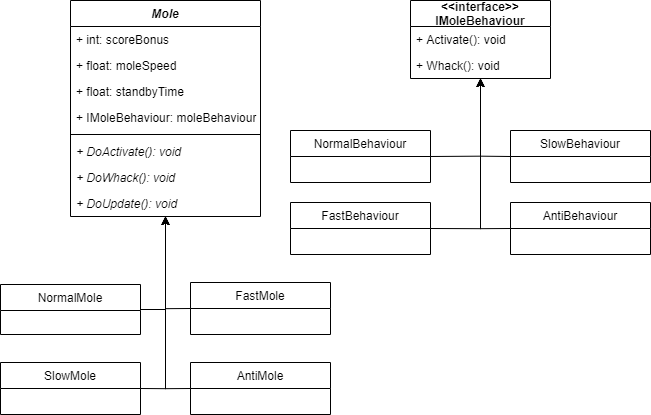 Mole
+ int: scoreBonus
+ float: moleSpeed
+ float: standbyTime
+ IMoleBehaviour: moleBehaviour
+ DoActivate(): void
+ DoWhack(): void
+ DoUpdate(): void
<<interface>>
IMoleBehaviour
+ Activate(): void
+ Whack(): void
NormalBehaviour
SlowBehaviour
FastBehaviour
AntiBehaviour
NormalMole
FastMole
SlowMole
AntiMole